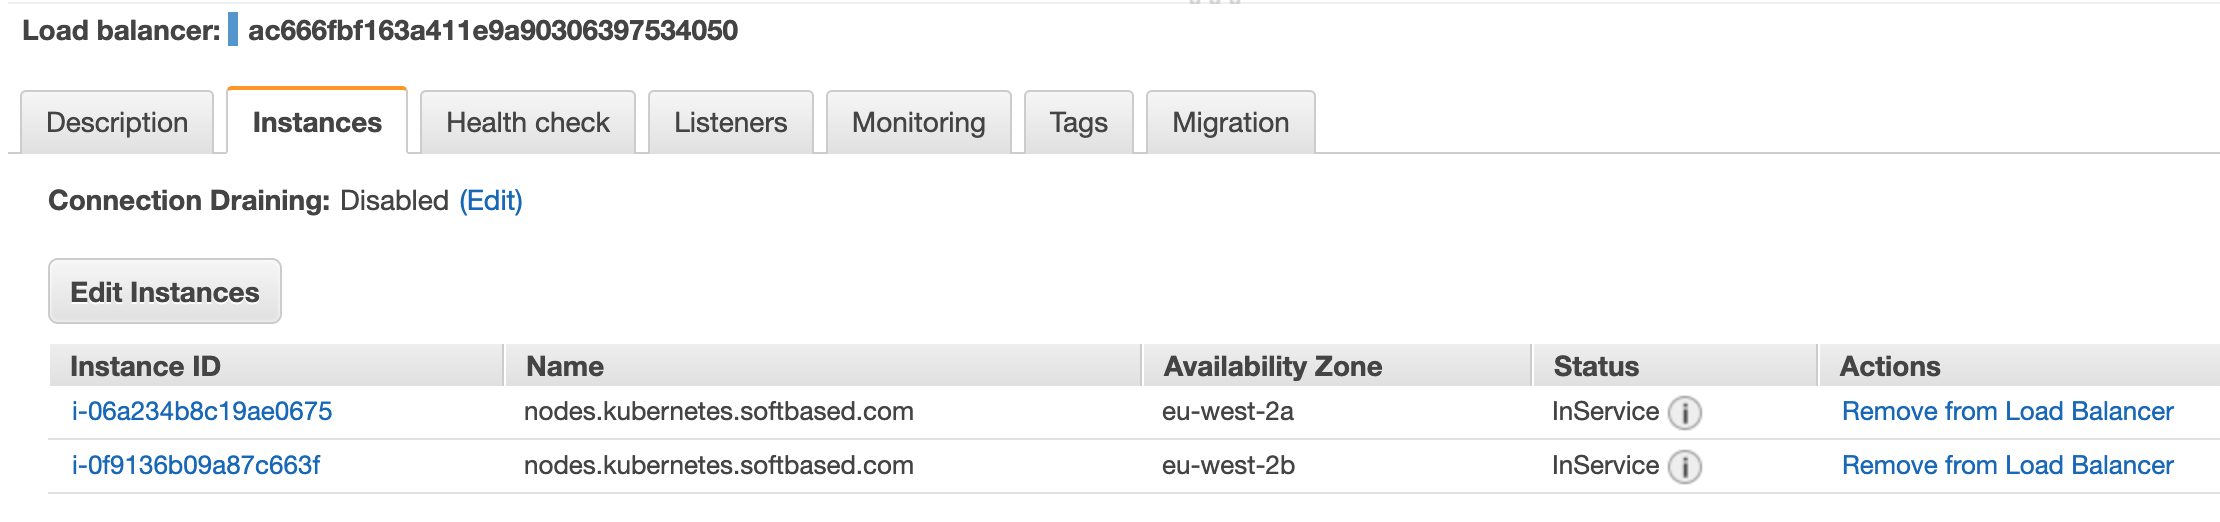 Load balancer: ac666fbf163a411e9a90306397534050
Description Instances Health check Listeners Monitoring Tags Migration
Connection Draining: Disabled (Edit)
Edit Instances
Instance ID Name Availability Zone Status Actions
i-06a234b8c19ae0675 nodes.kubernetes.softbased.com eu-west-2a InService i Remove from Load Balancer
i-0f9136b09a87c663f nodes.kubernetes.softbased.com eu-west-2b InService i Remove from Load Balancer